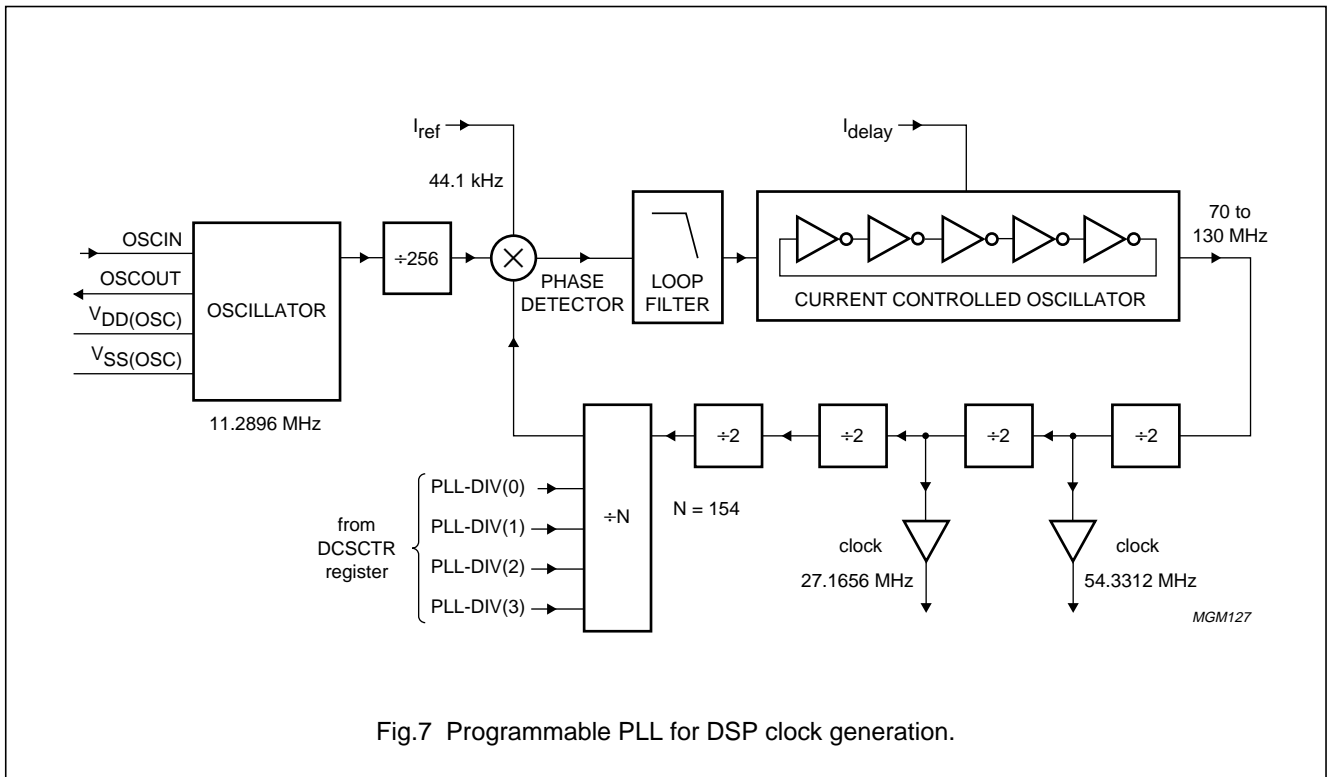 Iref
Idelay
44.1 kHz
70 to
130 MHz
OSCIN
OSCOUT
VDD(OSC)
VSS(OSC)
OSCILLATOR
11.2896 MHz
÷256
PHASE
DETECTOR
LOOP
FILTER
CURRENT CONTROLLED OSCILLATOR
÷2
÷2
÷2
÷2
from
DCSCTR
register
PLL-DIV(0)
PLL-DIV(1)
PLL-DIV(2)
PLL-DIV(3)
÷N
N = 154
clock
27.1656 MHz
clock
54.3312 MHz
MGM127
Fig.7 Programmable PLL for DSP clock generation.